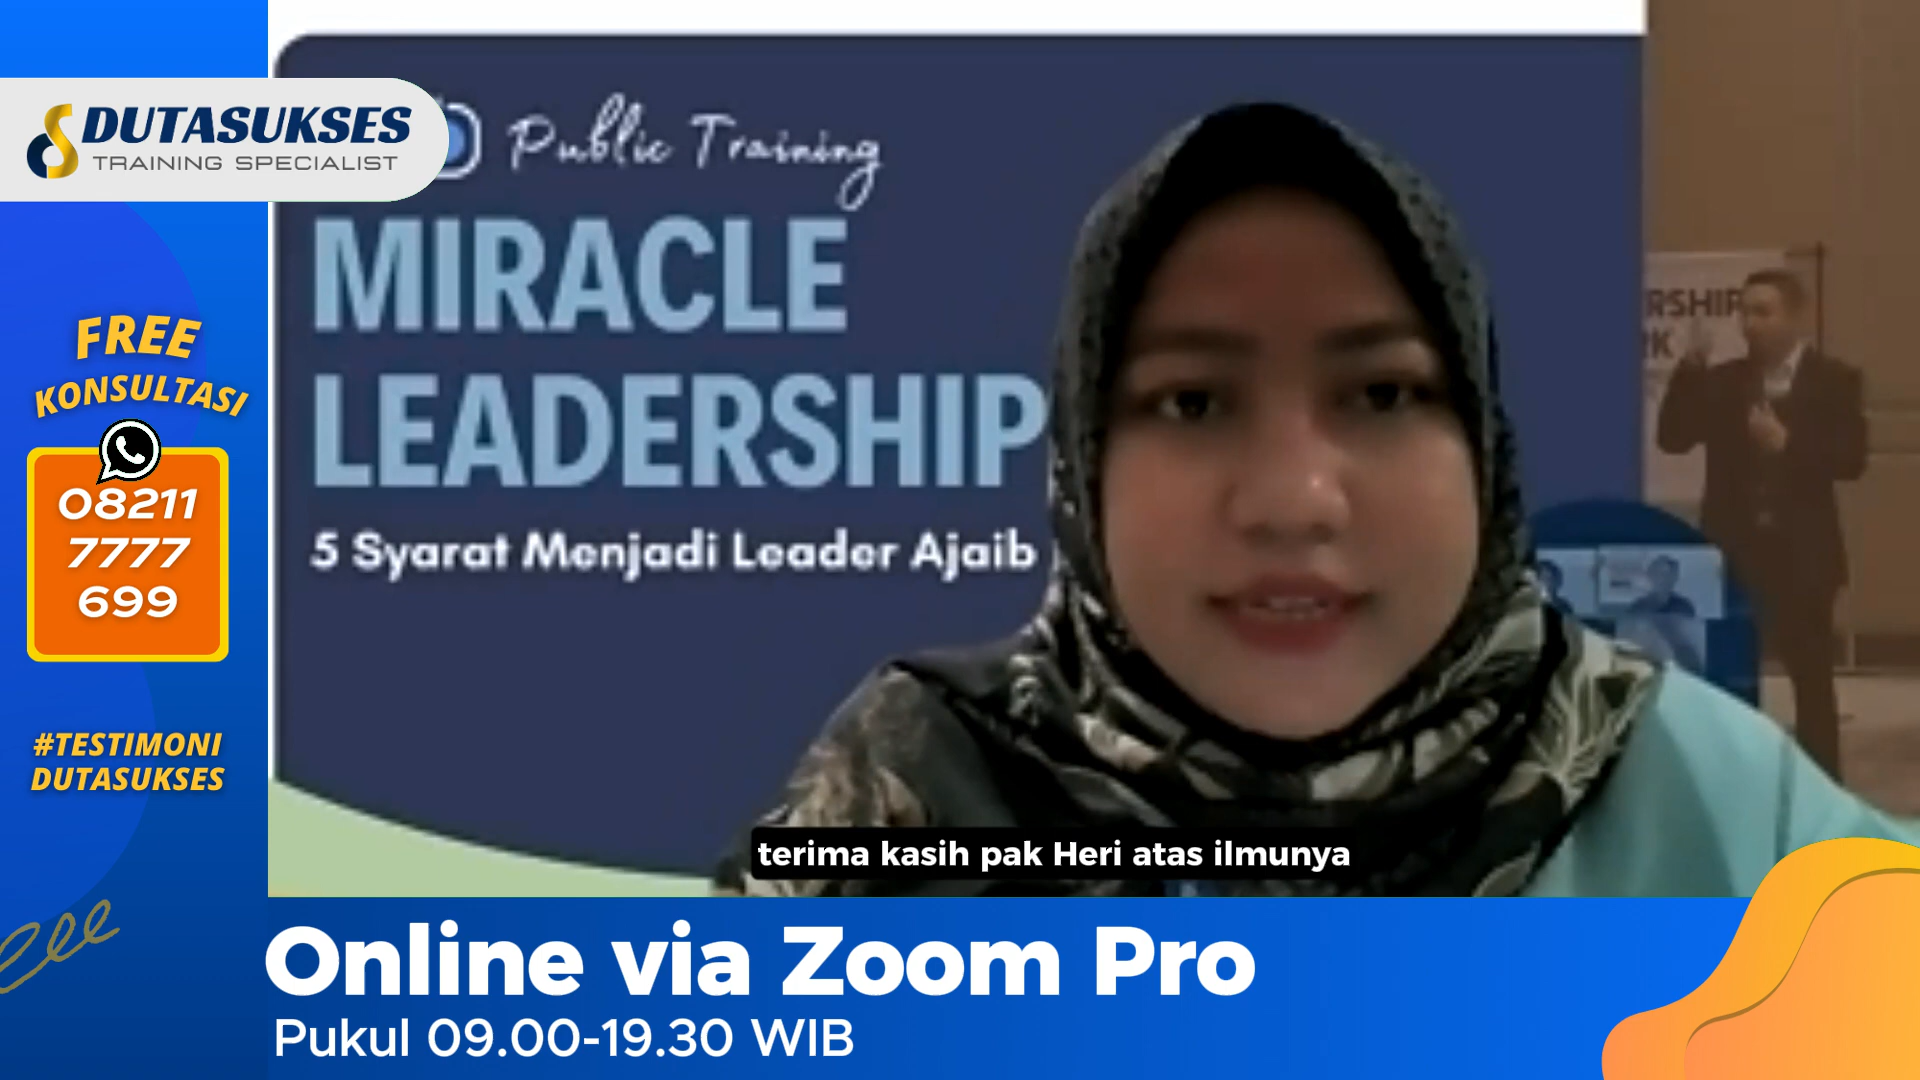 DUTASUKSES
TRAINING SPECIALIST
FREE
KONSULTASI
08211
7777
699
#TESTIMONI
DUTASUKSES
Public Training
MIRACLE
LEADERSHIP
5 Syarat Menjadi Leader Ajaib
RSHIP
terima kasih pak Heri atas ilmunya
Online via Zoom Pro
Pukul 09.00-19.30 WIB